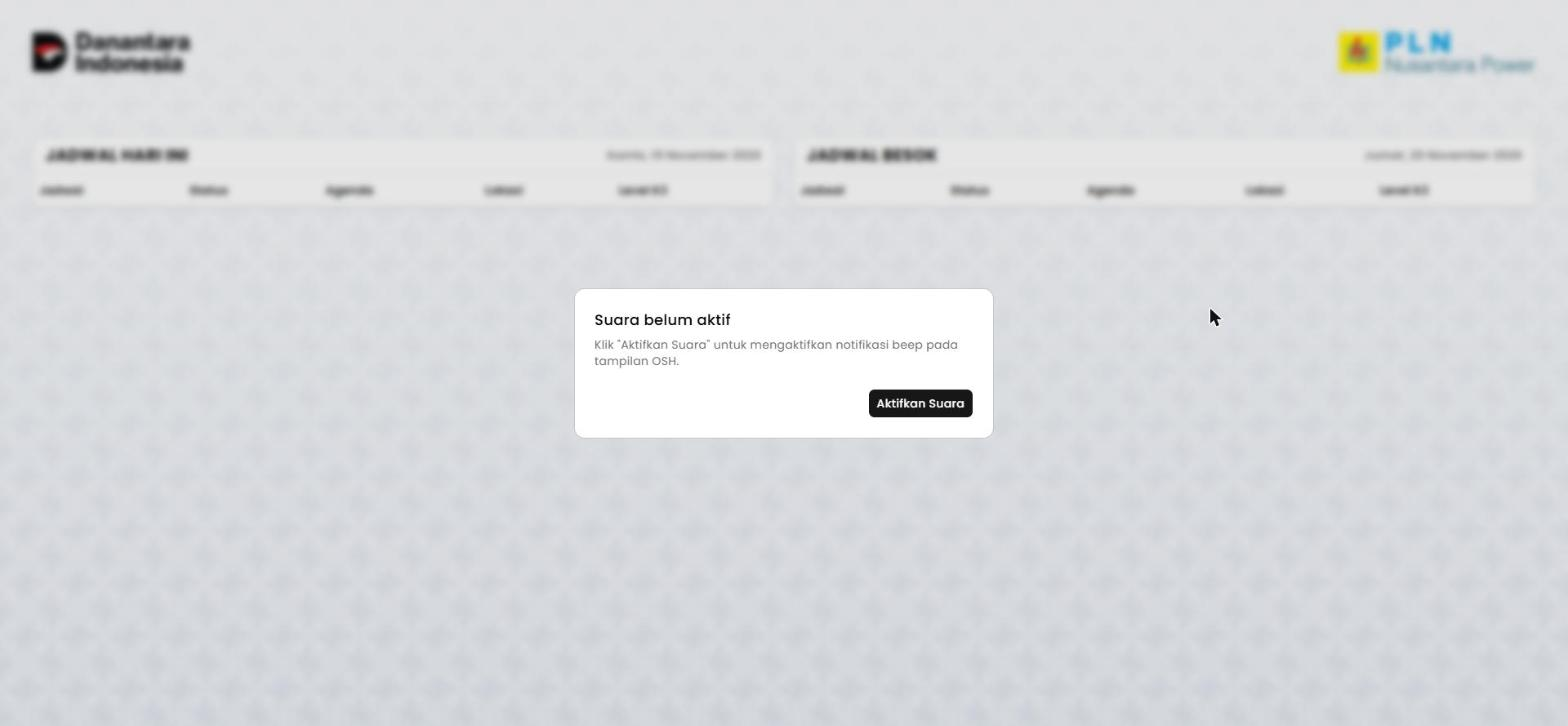 Danantara
Indonesia
PLN
Nusantara Power
JADWAL HARI INI
JADWAL BESOK
Jadwal Status Agenda Lokasi
Jadwal Status Agenda Lokasi
Suara belum aktif
Klik "Aktifkan Suara" untuk mengaktifkan notifikasi beep pada
tampilan OSH.
Aktifkan Suara